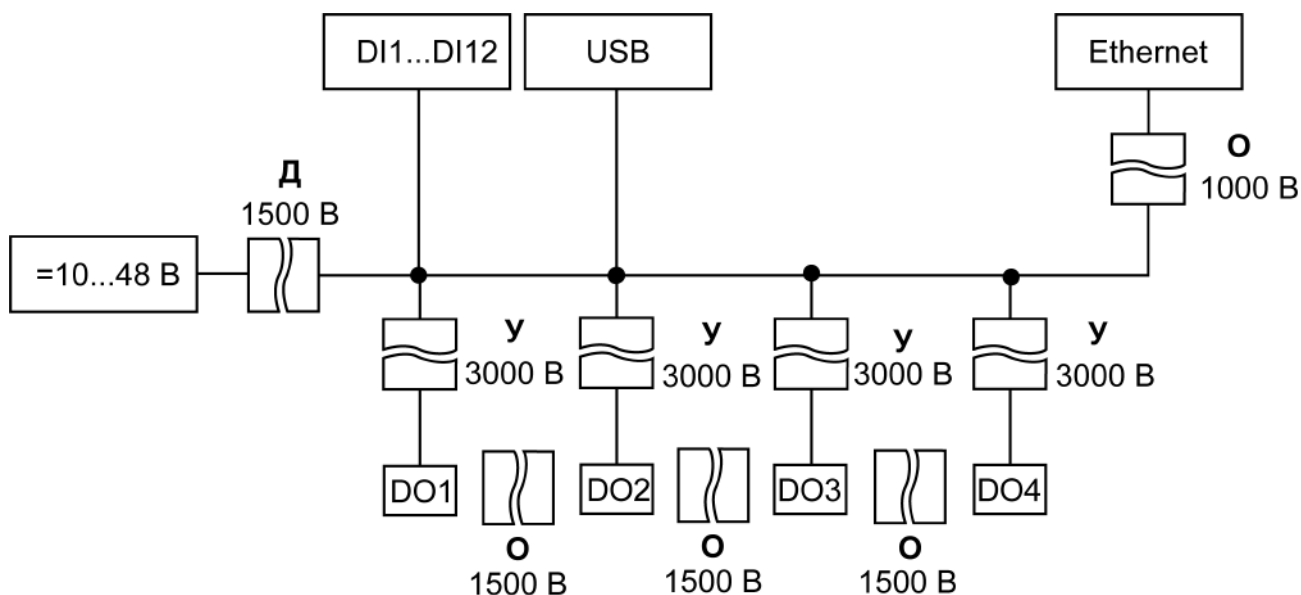 DI1...DI12
USB
Ethernet
О
1000 В
Д
1500 В
=10...48 В
У
3000 В
У
3000 В
У
3000 В
У
3000 В
DO1
DO2
DO3
DO4
О
1500 В
О
1500 В
О
1500 В